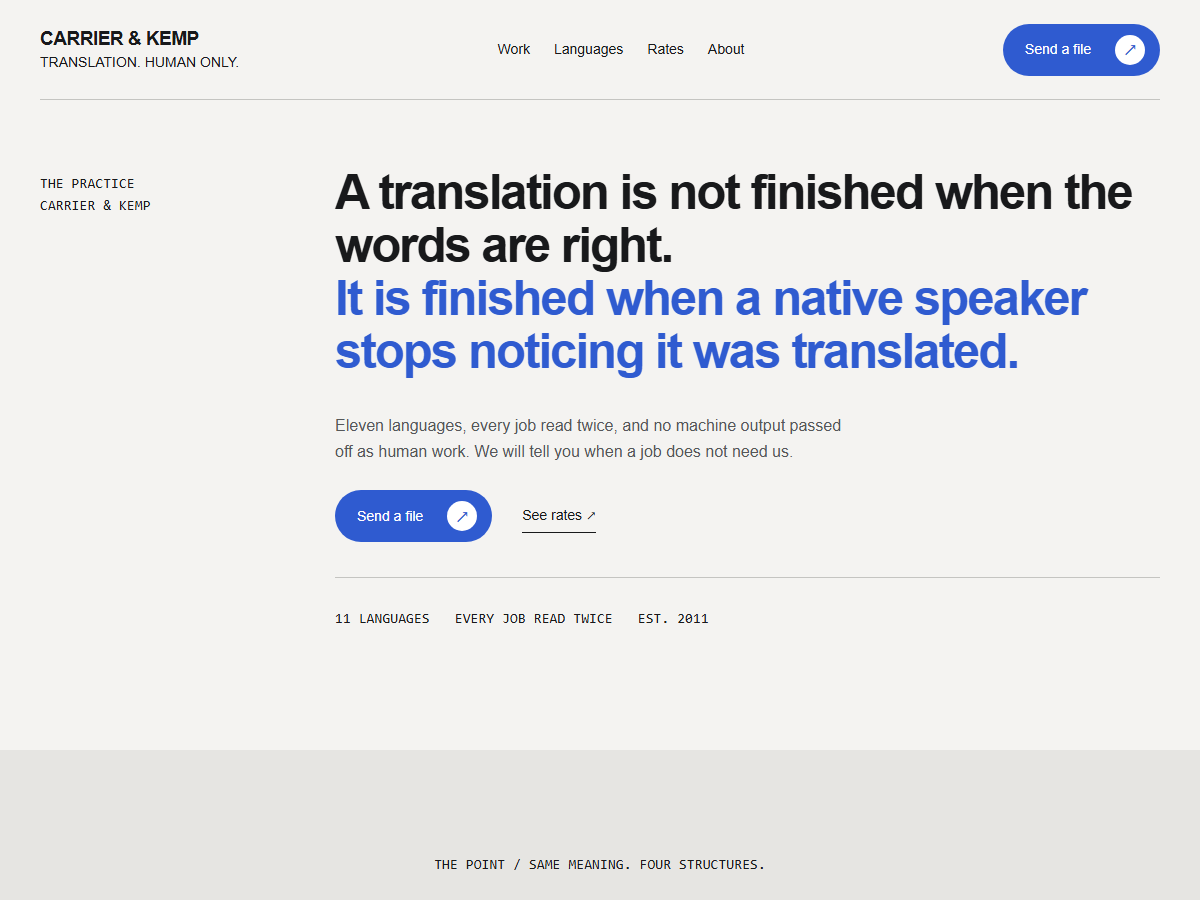 CARRIER & KEMP
TRANSLATION. HUMAN ONLY.
Work Languages Rates About
Send a file ↗
THE PRACTICE
CARRIER & KEMP
A translation is not finished when the
words are right.
It is finished when a native speaker
stops noticing it was translated.
Eleven languages, every job read twice, and no machine output passed
off as human work. We will tell you when a job does not need us.
Send a file ↗
See rates ↗
11 LANGUAGES EVERY JOB READ TWICE EST. 2011
THE POINT / SAME MEANING. FOUR STRUCTURES.